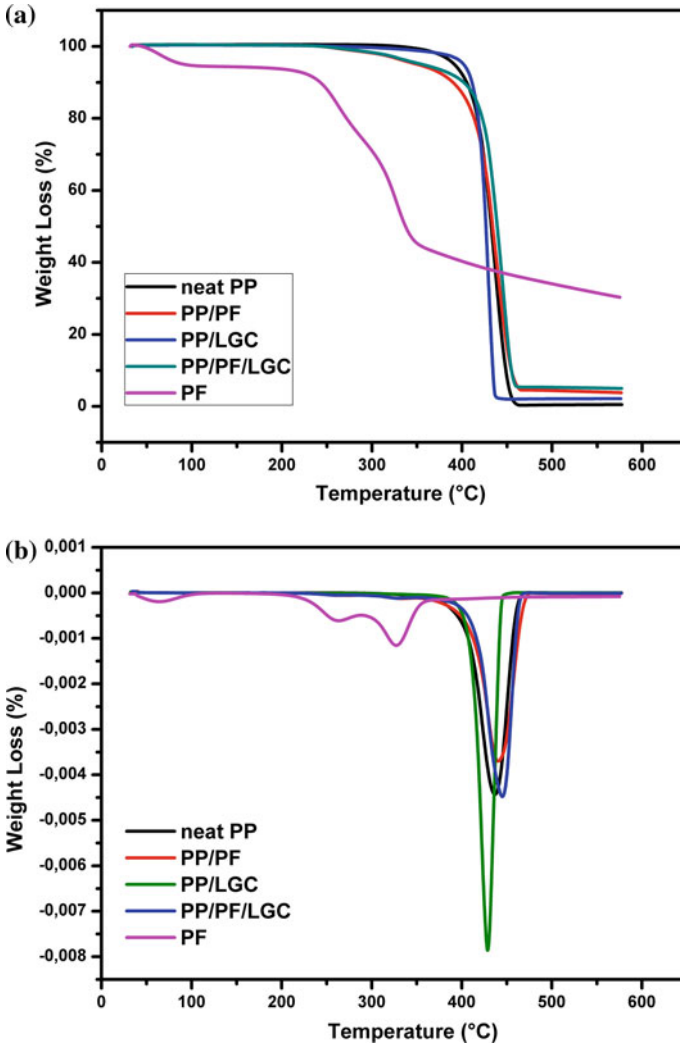 (a)
Weight Loss (%)
100
80
60
40
20
0
neat PP
PP/PF
PP/LGC
PP/PF/LGC
PF
0 100 200 300 400 500 600
Temperature (°C)
(b)
Weight Loss (%)
0,001
0,000
-0,001
-0,002
-0,003
-0,004
-0,005
-0,006
-0,007
-0,008
neat PP
PP/PF
PP/LGC
PP/PF/LGC
PF
0 100 200 300 400 500 600
Temperature (°C)